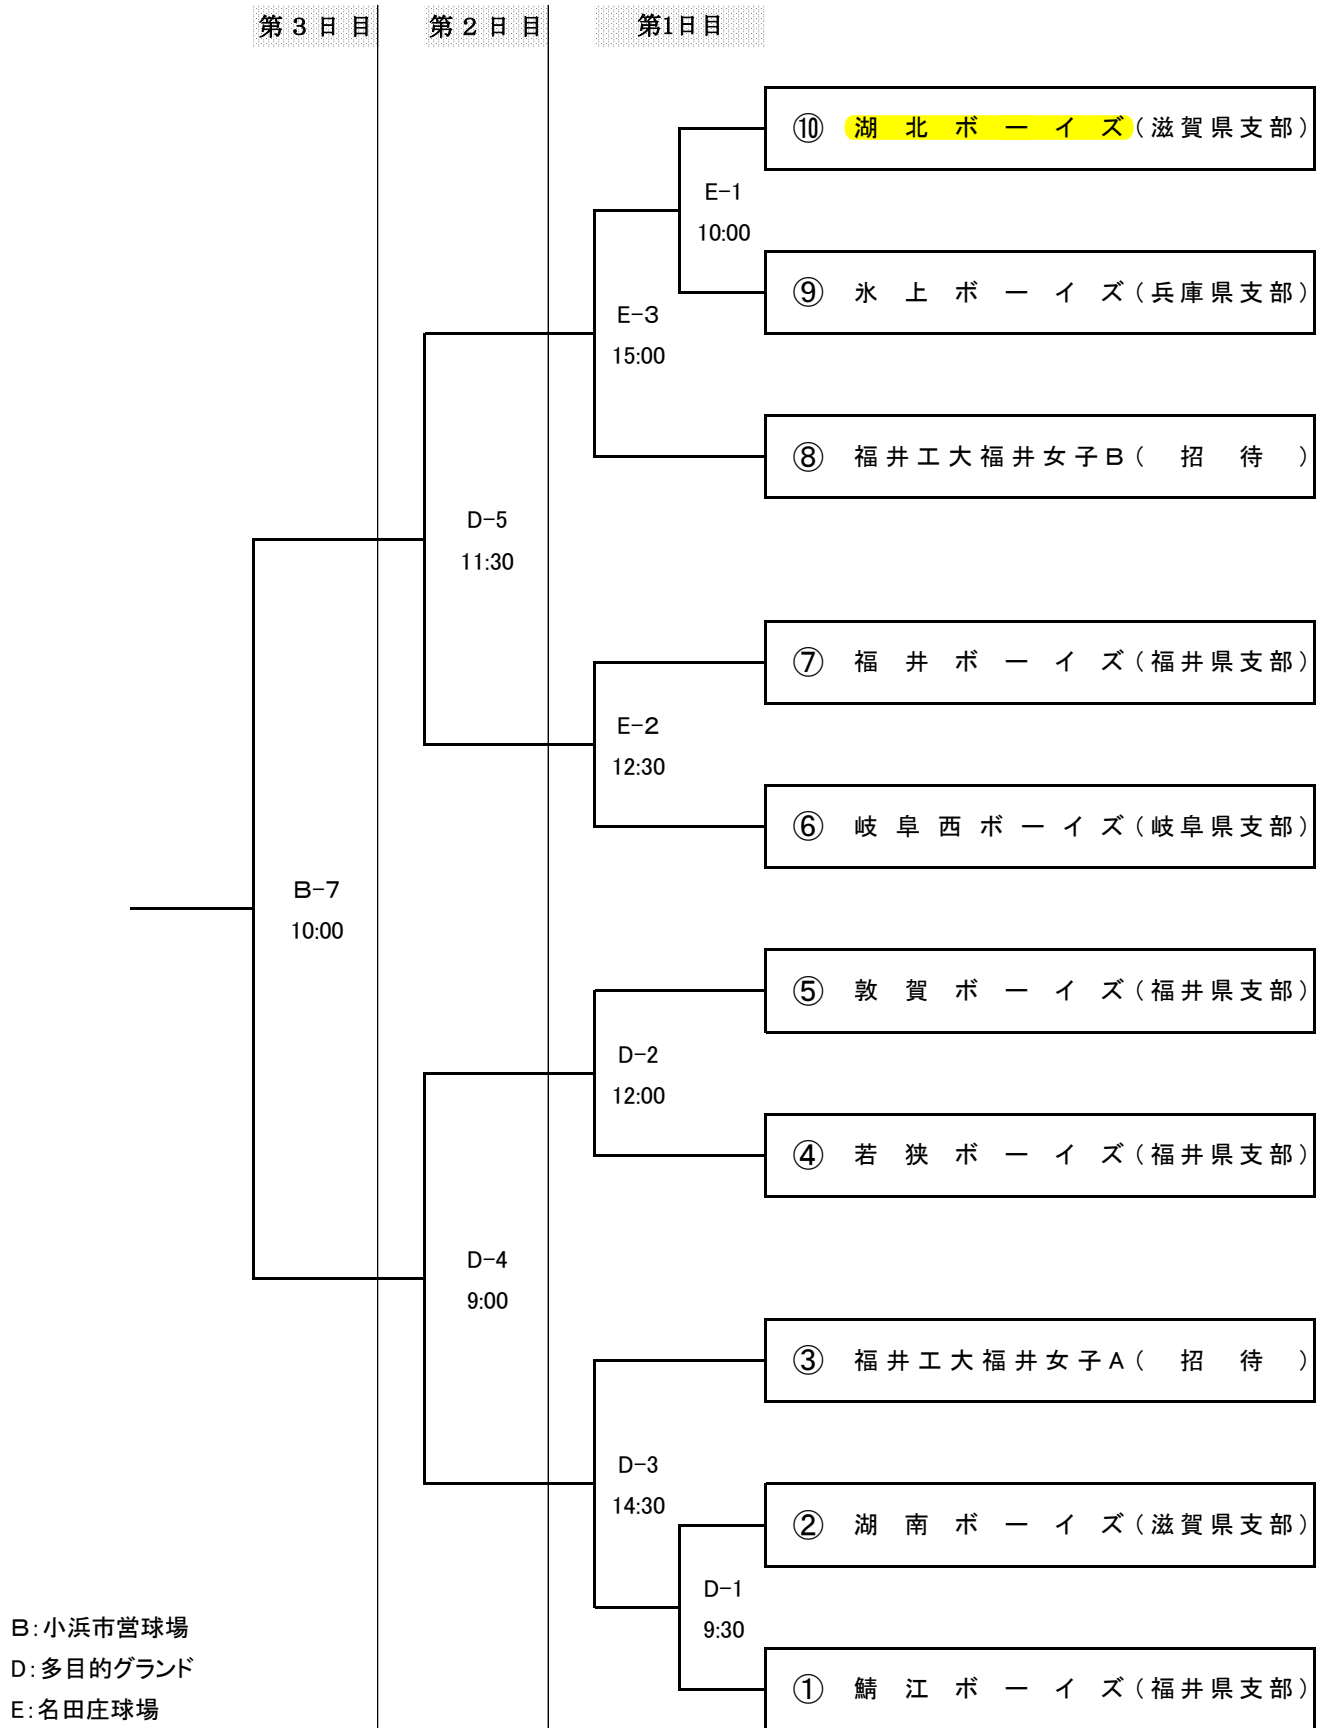 第3日目 第2日目 第1日目
⑩ 湖北ボーイズ(滋賀県支部)
E-1
10:00
⑨ 氷上ボーイズ(兵庫県支部)
E-3
15:00
⑧ 福井工大福井女子B(招待)
D-5
11:30
⑦ 福井ボーイズ(福井県支部)
E-2
12:30
⑥ 岐阜西ボーイズ(岐阜県支部)
B-7
10:00
⑤ 敦賀ボーイズ(福井県支部)
D-2
12:00
④ 若狭ボーイズ(福井県支部)
D-4
9:00
③ 福井工大福井女子A(招待)
D-3
14:30
② 湖南ボーイズ(滋賀県支部)
D-1
9:30
① 鯖江ボーイズ(福井県支部)
B:小浜市営球場
D:多目的グランド
E:名田庄球場